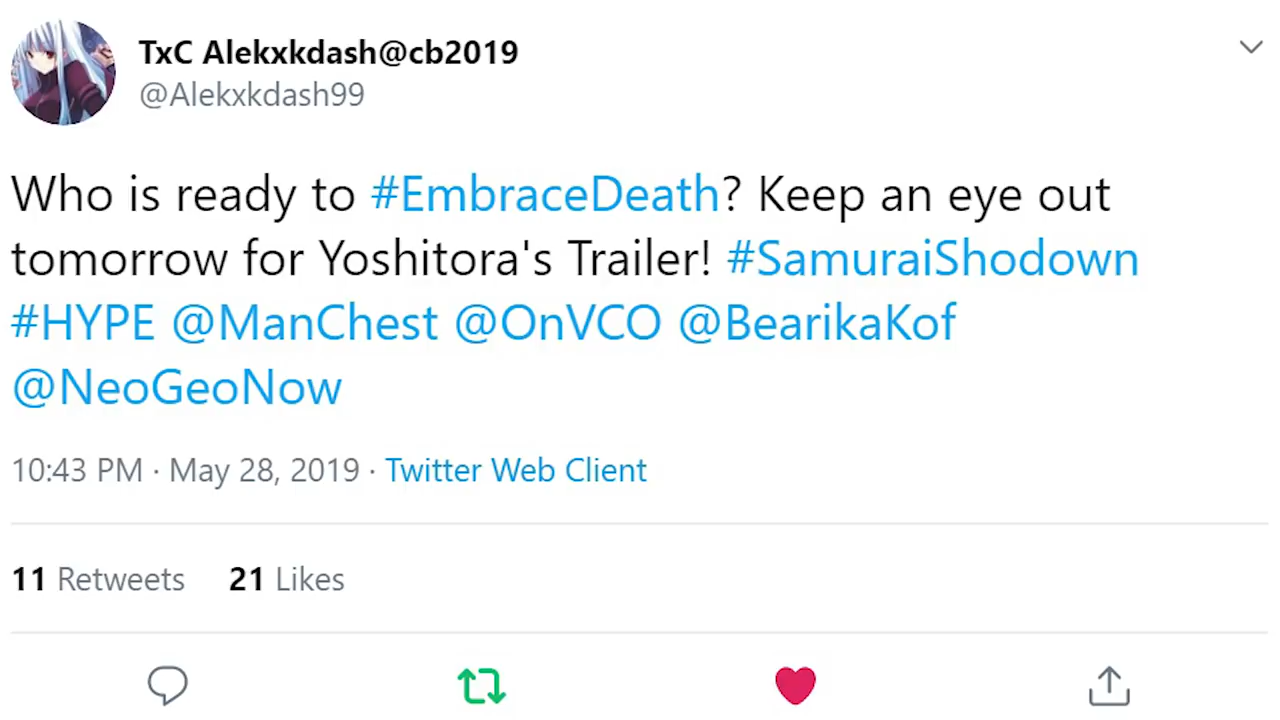 TxC Alekxkdash@cb2019
@Alekxkdash99
Who is ready to #EmbraceDeath? Keep an eye out
tomorrow for Yoshitora's Trailer! #SamuraiShodown
#HYPE @ManChest @OnVCO @BearikaKof
@NeoGeoNow
10:43 PM · May 28, 2019 · Twitter Web Client
11 Retweets 21 Likes